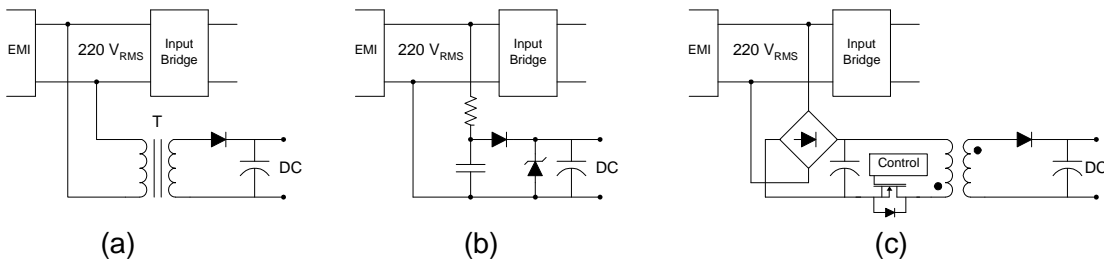 EMI
220 V_RMS
Input
Bridge
T
DC
(a)
EMI
220 V_RMS
Input
Bridge
DC
(b)
EMI
220 V_RMS
Input
Bridge
Control
DC
(c)